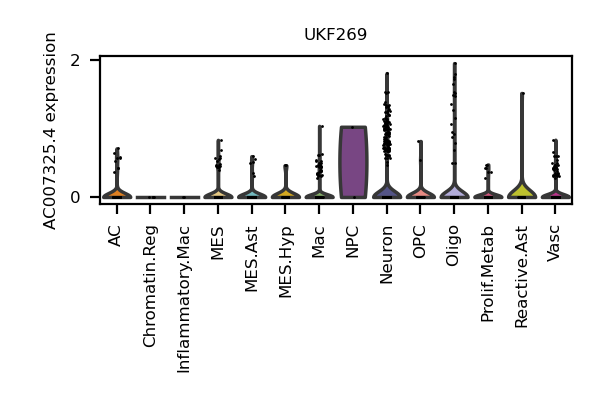 UKF269
AC007325.4 expression
2
0
AC
Chromatin.Reg
Inflammatory.Mac
MES
MES.Ast
MES.Hyp
Mac
NPC
Neuron
OPC
Oligo
Prolif.Metab
Reactive.Ast
Vasc